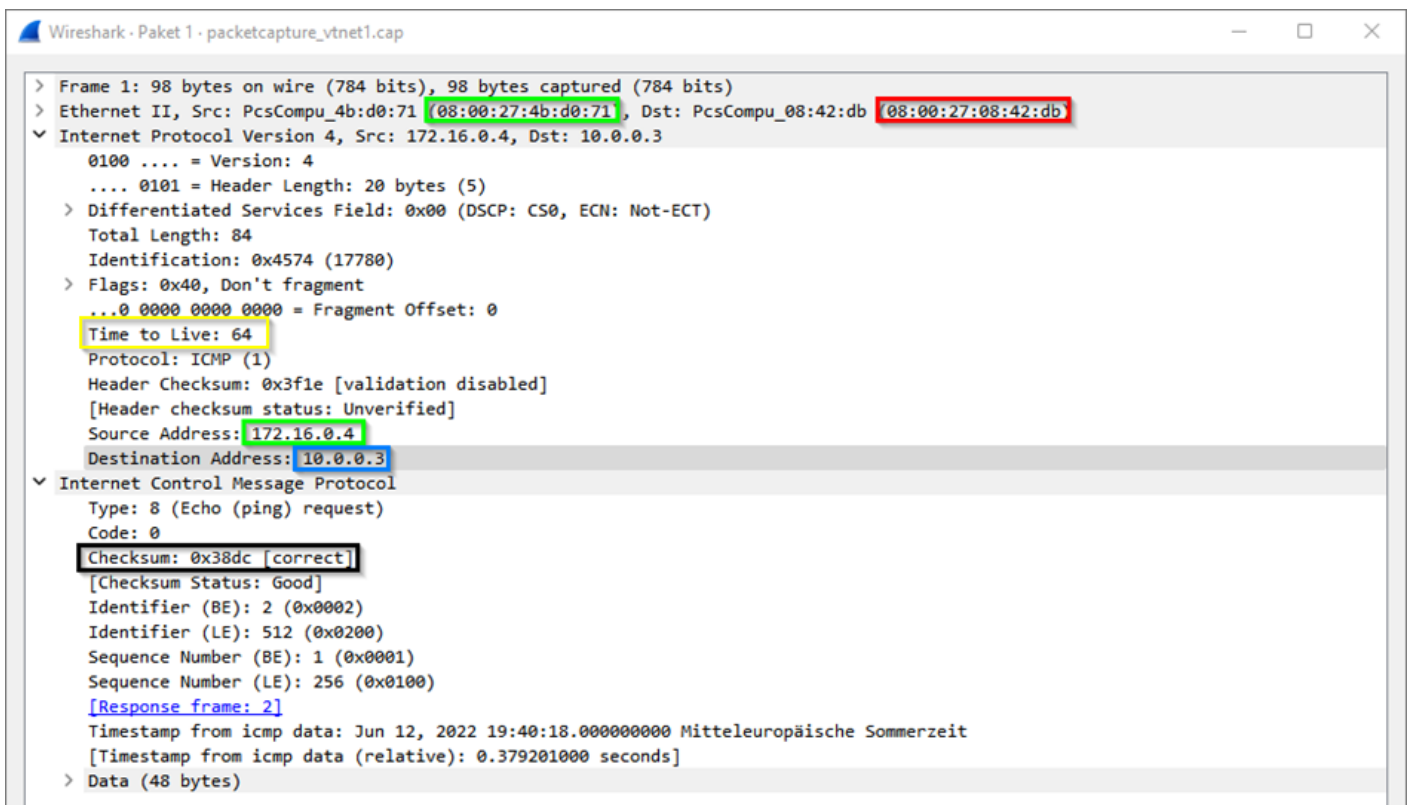 Wireshark · Paket 1 · packetcapture_vtnet1.cap
Frame 1: 98 bytes on wire (784 bits), 98 bytes captured (784 bits)
Ethernet II, Src: PcsCompu_4b:d0:71 (08:00:27:4b:d0:71), Dst: PcsCompu_08:42:db (08:00:27:08:42:db)
Internet Protocol Version 4, Src: 172.16.0.4, Dst: 10.0.0.3
0100 .... = Version: 4
.... 0101 = Header Length: 20 bytes (5)
Differentiated Services Field: 0x00 (DSCP: CS0, ECN: Not-ECT)
Total Length: 84
Identification: 0x4574 (17780)
Flags: 0x40, Don't fragment
...0 0000 0000 0000 = Fragment Offset: 0
Time to Live: 64
Protocol: ICMP (1)
Header Checksum: 0x3f1e [validation disabled]
[Header checksum status: Unverified]
Source Address: 172.16.0.4
Destination Address: 10.0.0.3
Internet Control Message Protocol
Type: 8 (Echo (ping) request)
Code: 0
Checksum: 0x38dc [correct]
[Checksum Status: Good]
Identifier (BE): 2 (0x0002)
Identifier (LE): 512 (0x0200)
Sequence Number (BE): 1 (0x0001)
Sequence Number (LE): 256 (0x0100)
[Response frame: 2]
Timestamp from icmp data: Jun 12, 2022 19:40:18.000000000 Mitteleuropäische Sommerzeit
[Timestamp from icmp data (relative): 0.379201000 seconds]
Data (48 bytes)